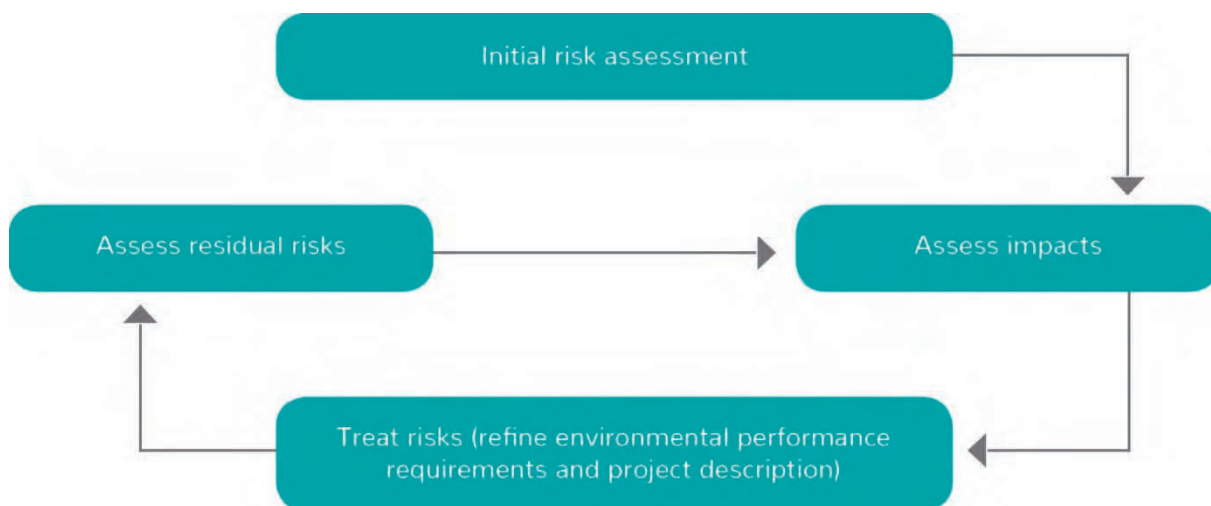 Initial risk assessment
Assess residual risks
Assess impacts
Treat risks (refine environmental performance
requirements and project description)